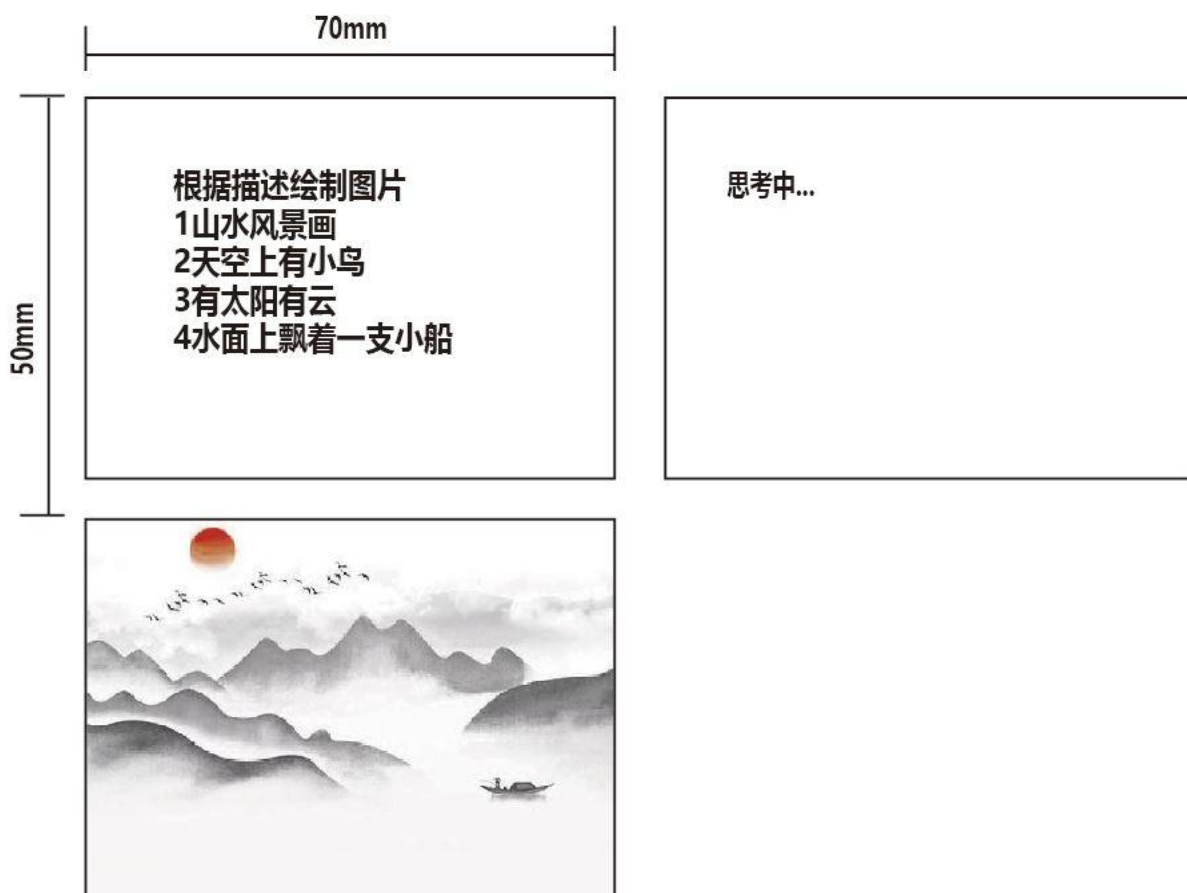 70mm
50mm
根据描述绘制图片
1山水风景画
2天空上有小鸟
3有太阳有云
4水面上飘着一支小船
思考中...